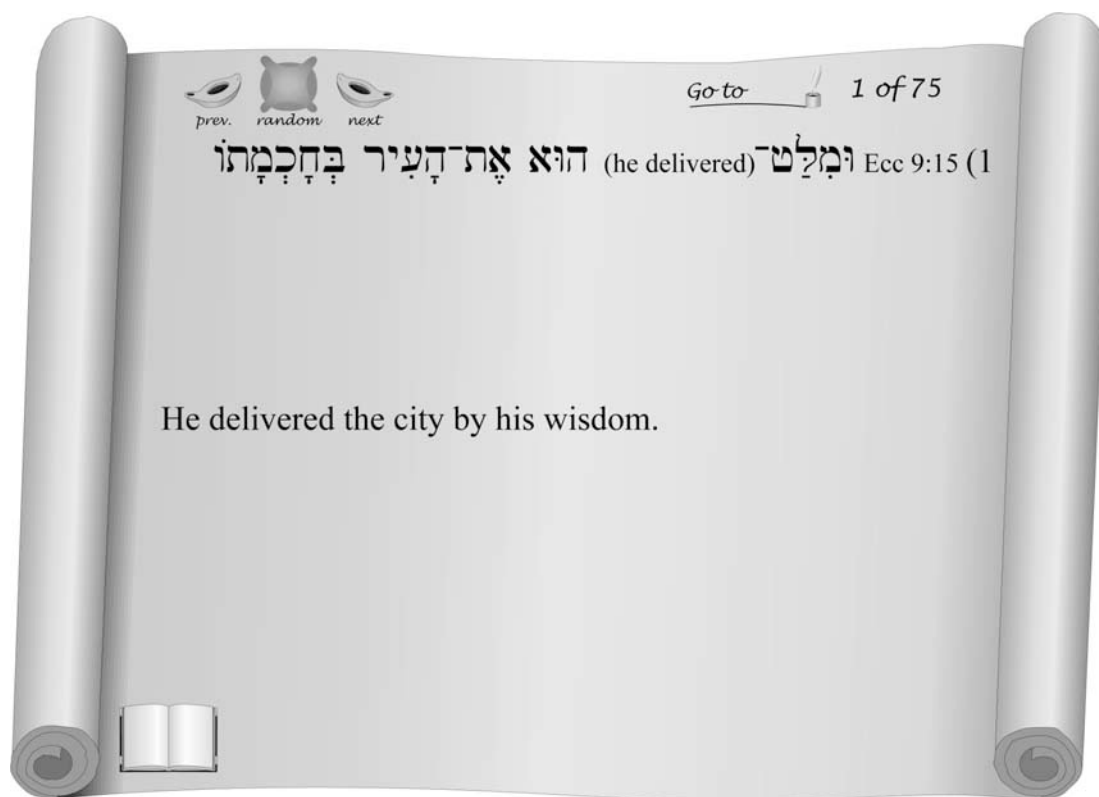 prev. random next
Go to 1 of 75
1) Ecc 9:15 וּמִלַּט־ (he delivered) הוּא אֶת־הָעִיר בְּחָכְמָתוֹ
He delivered the city by his wisdom.